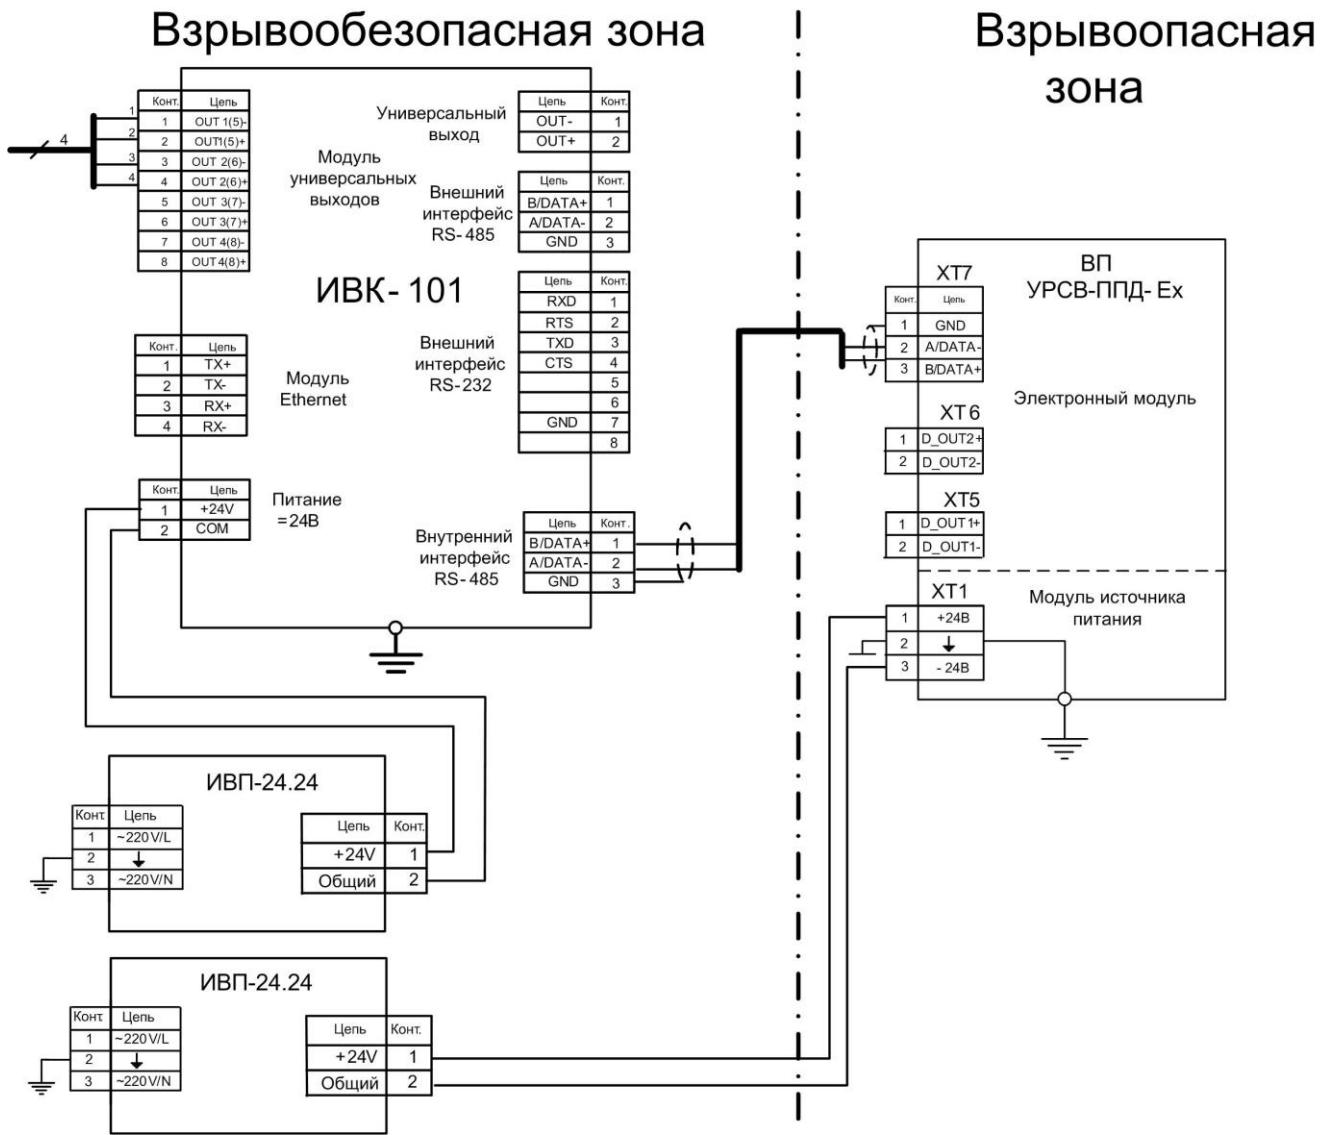 Взрывообезопасная зона
Взрывоопасная
зона
4
1
2
3
4
Конт. Цепь
1 OUT 1(5)-
2 OUT1(5)+
3 OUT 2(6)-
4 OUT 2(6)+
5 OUT 3(7)-
6 OUT 3(7)+
7 OUT 4(8)-
8 OUT4(8)+
Модуль
универсальных
выходов
Универсальный
выход
Цепь Конт.
OUT- 1
OUT+ 2
Внешний
интерфейс
RS-485
Цепь Конт.
B/DATA+ 1
A/DATA- 2
GND 3
ИВК-101
Внешний
интерфейс
RS-232
Цепь Конт.
RXD 1
RTS 2
TXD 3
CTS 4
5
6
GND 7
8
Конт. Цепь
1 TX+
2 TX-
3 RX+
4 RX-
Модуль
Ethernet
Конт. Цепь
1 +24V
2 COM
Питание
=24В
Внутренний
интерфейс
RS-485
Цепь Конт.
B/DATA+ 1
A/DATA- 2
GND 3
ВП
УРСВ-ППД-Ex
XT7
Конт. Цепь
1 GND
2 A/DATA-
3 B/DATA+
Электронный модуль
XT6
1 D_OUT2+
2 D_OUT2-
XT5
1 D_OUT1+
2 D_OUT1-
XT1
1 +24В
2
3 -24В
Модуль источника
питания
ИВП-24.24
Конт. Цепь
1 ~220V/L
2
3 ~220V/N
Цепь Конт.
+24V 1
Общий 2
ИВП-24.24
Конт. Цепь
1 ~220V/L
2
3 ~220V/N
Цепь Конт.
+24V 1
Общий 2